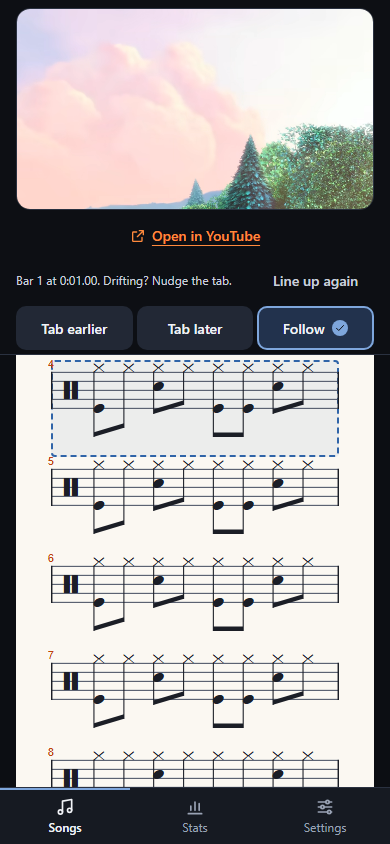 Open in YouTube
Bar 1 at 0:01.00. Drifting? Nudge the tab.
Line up again
Tab earlier
Tab later
Follow
4
5
6
7
8
Songs
Stats
Settings